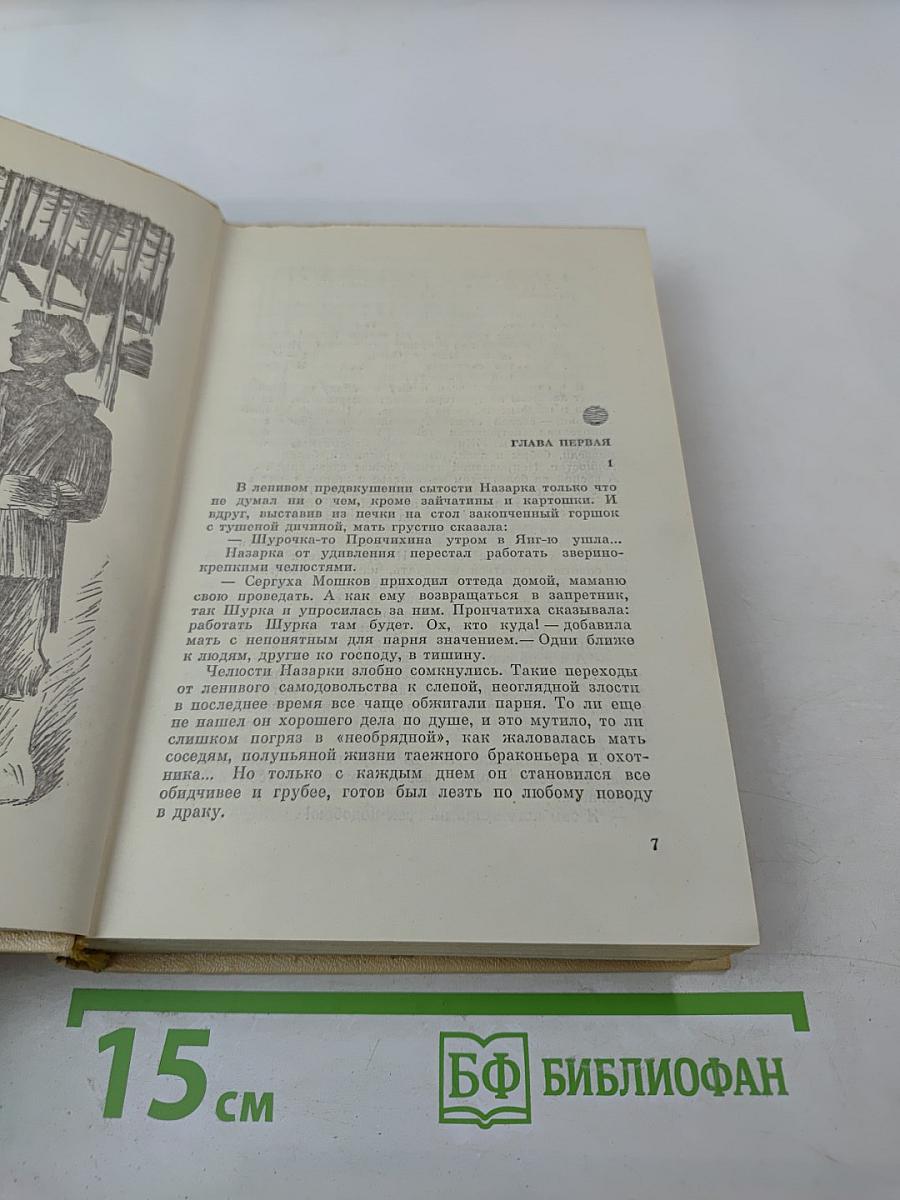 ГЛАВА ПЕРВАЯ
1
В ленивом предвкушении сытости Назарка только что
не думал ни о чем, кроме зайчатины и картошки. И
вдруг, выставив из печки на стол закопченный горшок
с тушеной дичиной, мать грустно сказала:
— Шурочка-то Прончихина утром в Янг-ю ушла...
Назарка от удивления перестал работать зверино-
крепкими челюстями.
— Сергуха Мошков приходил оттеда домой, маманю
свою проведать. А как ему возвращаться в запретник,
так Шурка и упросилась за ним. Прончатиха сказывала:
работать Шурка там будет. Ох, кто куда! — добавила
мать с непонятным для парня значением.— Одни ближе
к людям, другие ко господу, в тишину.
Челюсти Назарки злобно сомкнулись. Такие переходы
от ленивого самодовольства к слепой, неоглядной злости
в последнее время все чаще обжигали парня. То ли еще
не нашел он хорошего дела по душе, и это мутило, то ли
слишком погряз в «необрядной», как жаловалась мать
соседям, полупьяной жизни таежного браконьера и охот-
ника... Но только с каждым днем он становился все
обидчивее и грубее, готов был лезть по любому поводу
в драку.
7
15 см
БФ БИБЛИОФАН